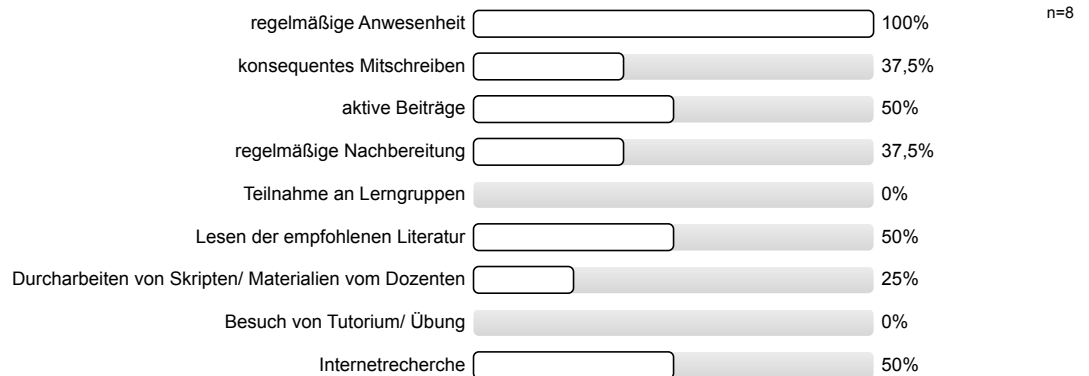 regelmäßige Anwesenheit 100% n=8
konsequentes Mitschreiben 37,5%
aktive Beiträge 50%
regelmäßige Nachbereitung 37,5%
Teilnahme an Lerngruppen 0%
Lesen der empfohlenen Literatur 50%
Durcharbeiten von Skripten/ Materialien vom Dozenten 25%
Besuch von Tutorium/ Übung 0%
Internetrecherche 50%